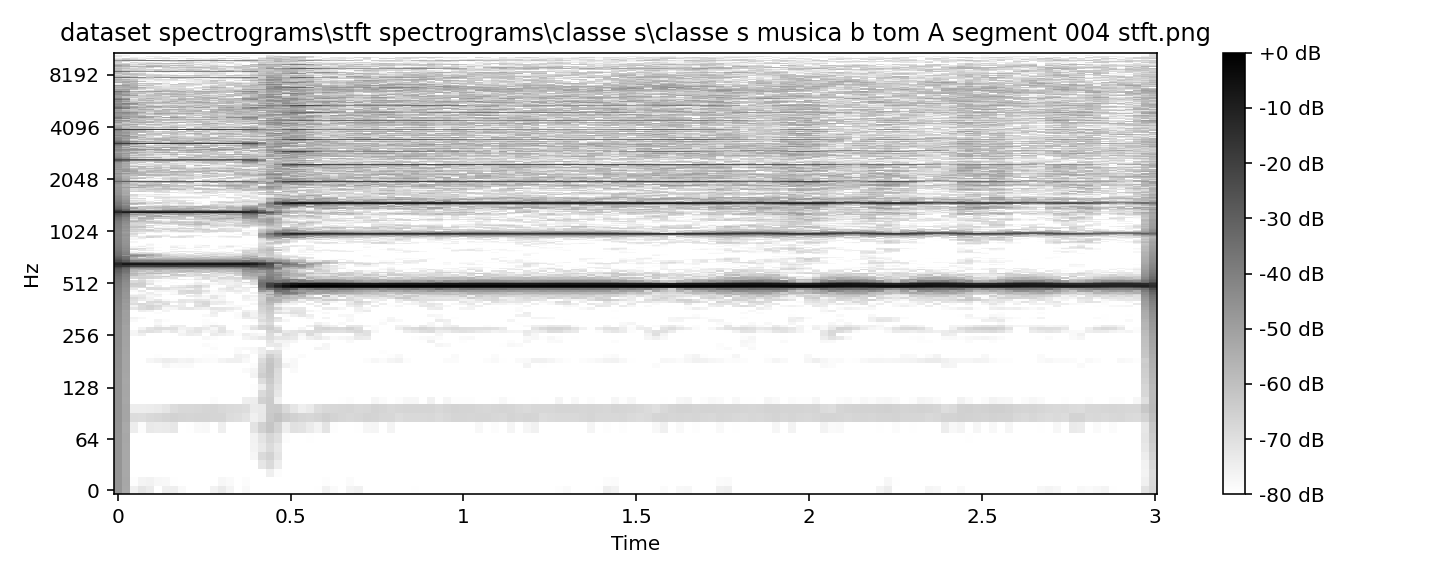 dataset spectrograms\stft spectrograms\classe s\classe s musica b tom A segment 004 stft.png
Hz
8192
4096
2048
1024
512
256
128
64
0
0
0.5
1
1.5
2
2.5
3
Time
+0 dB
-10 dB
-20 dB
-30 dB
-40 dB
-50 dB
-60 dB
-70 dB
-80 dB